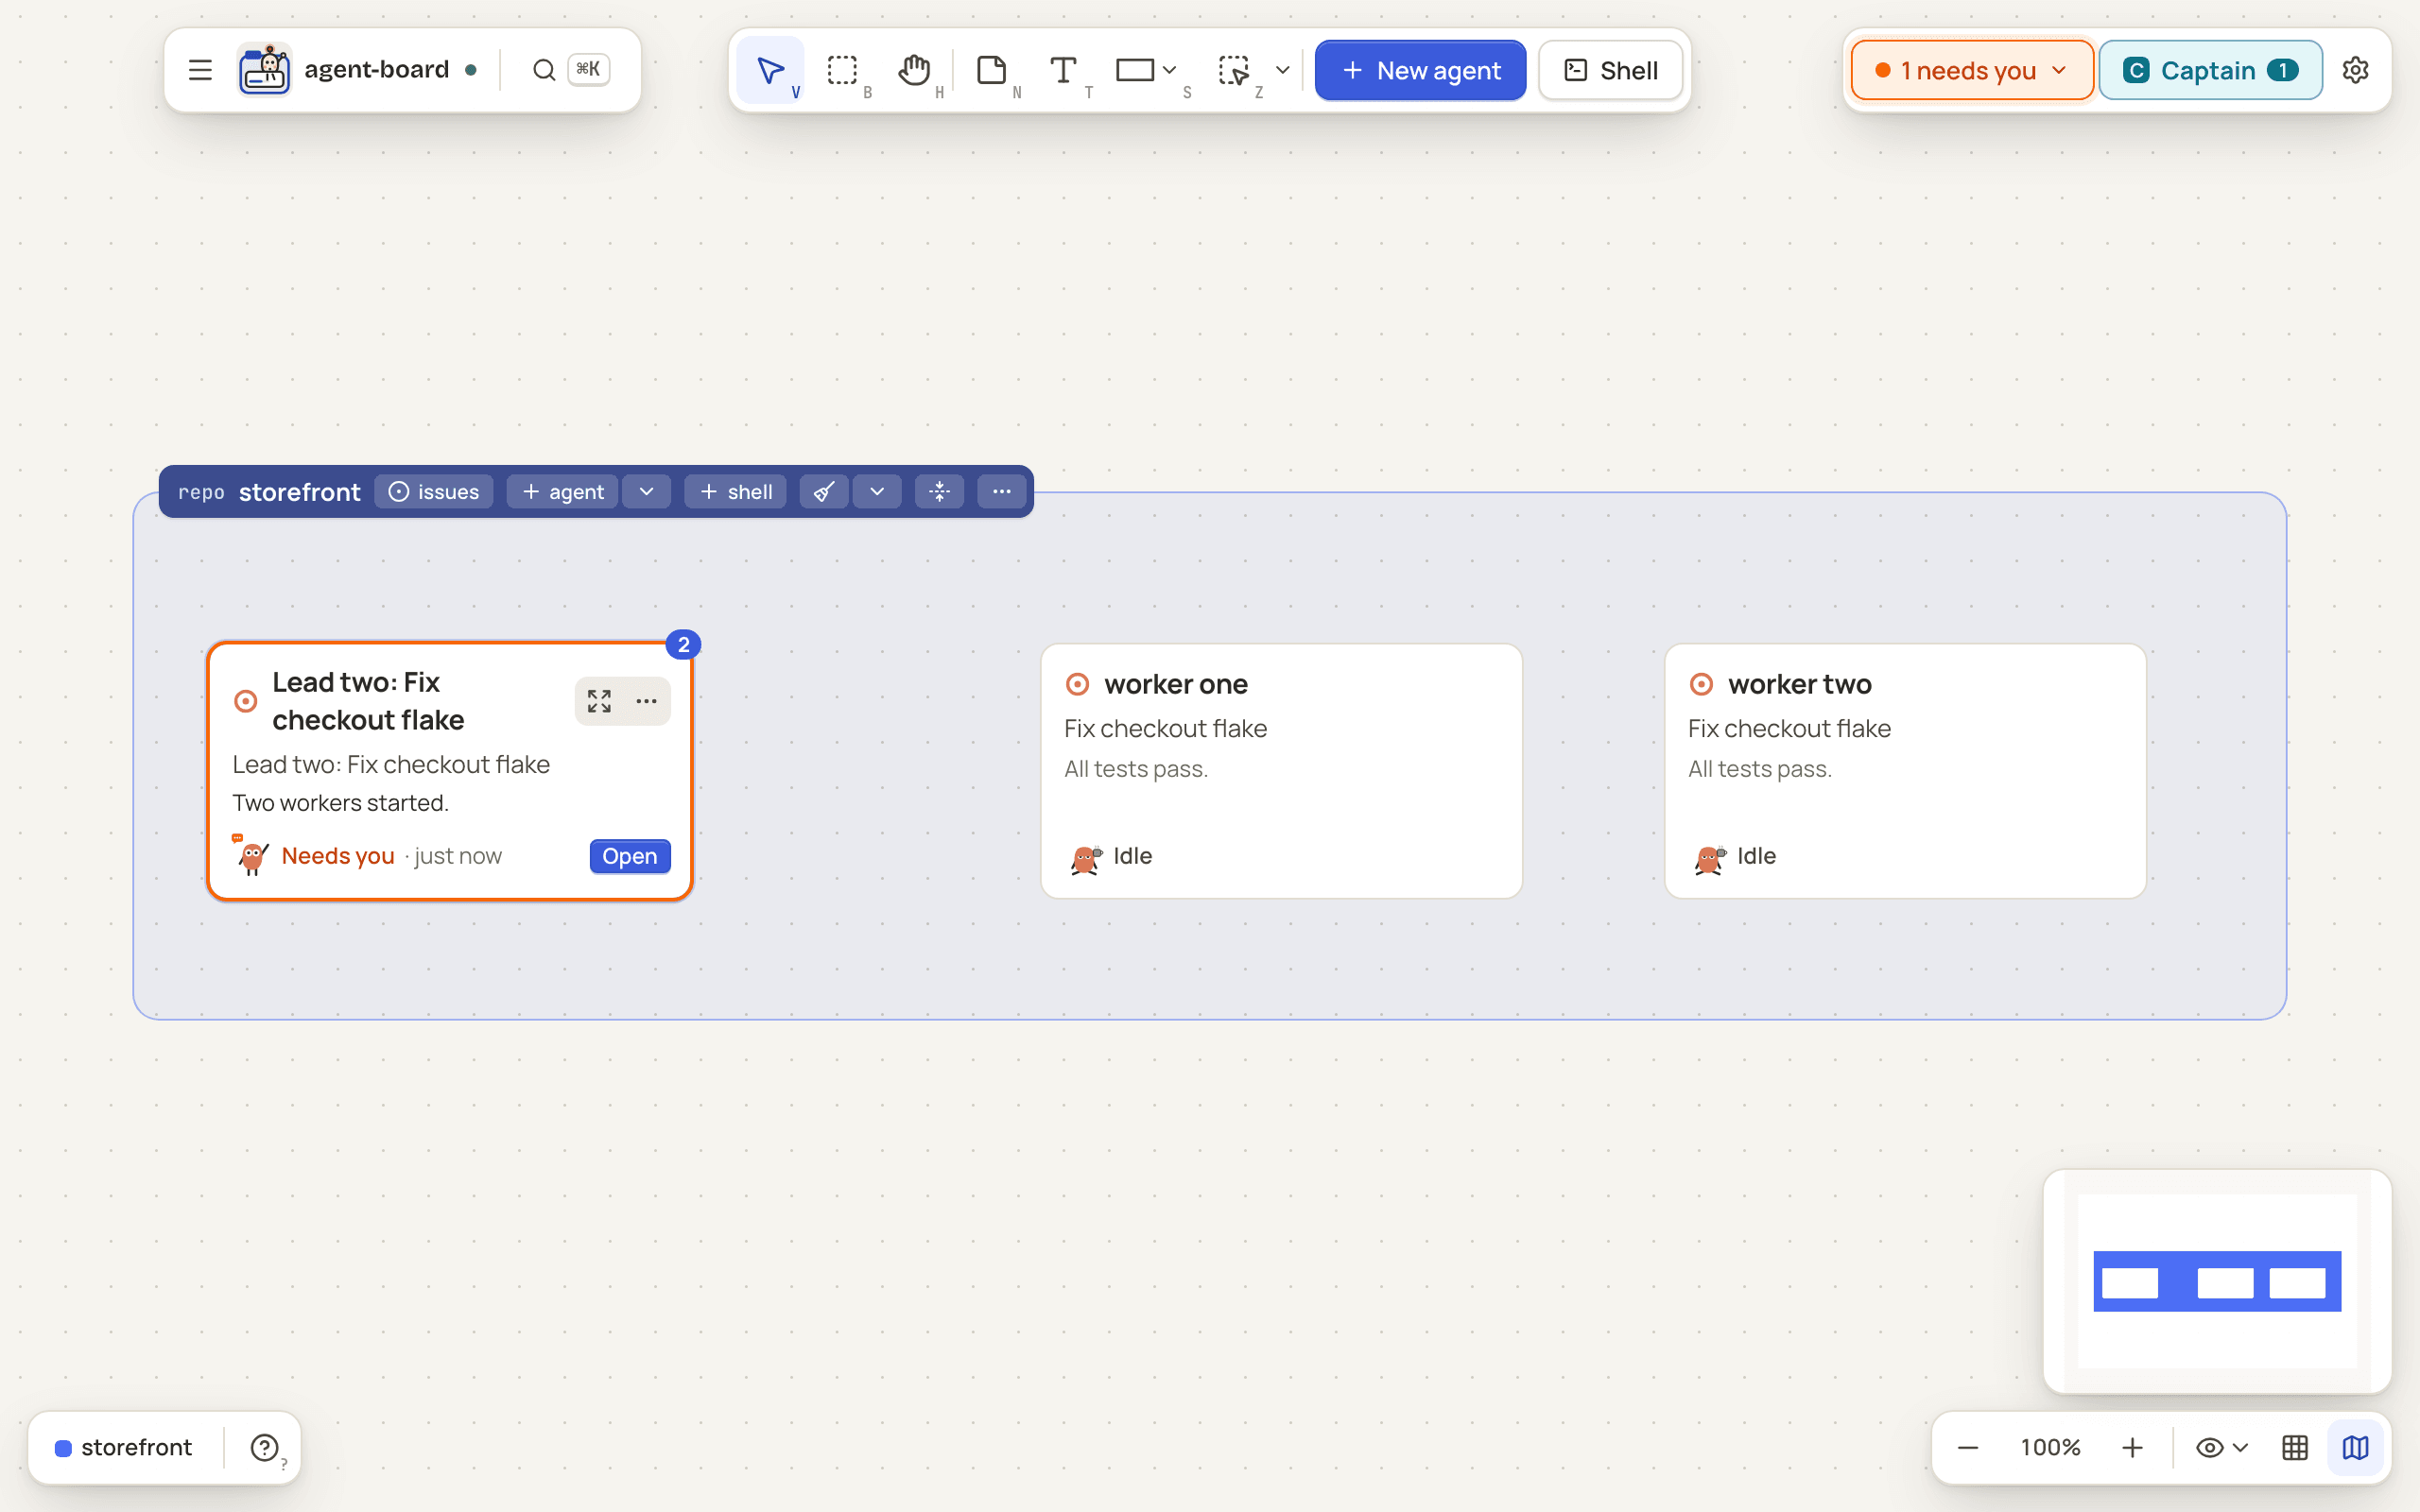 agent-board
⌘K
V
B
H
N
T
S
Z
New agent
Shell
1 needs you
C Captain 1
repo storefront issues + agent + shell
2
Lead two: Fix
checkout flake
Lead two: Fix checkout flake
Two workers started.
Needs you · just now
Open
worker one
Fix checkout flake
All tests pass.
Idle
worker two
Fix checkout flake
All tests pass.
Idle
storefront
?
100%